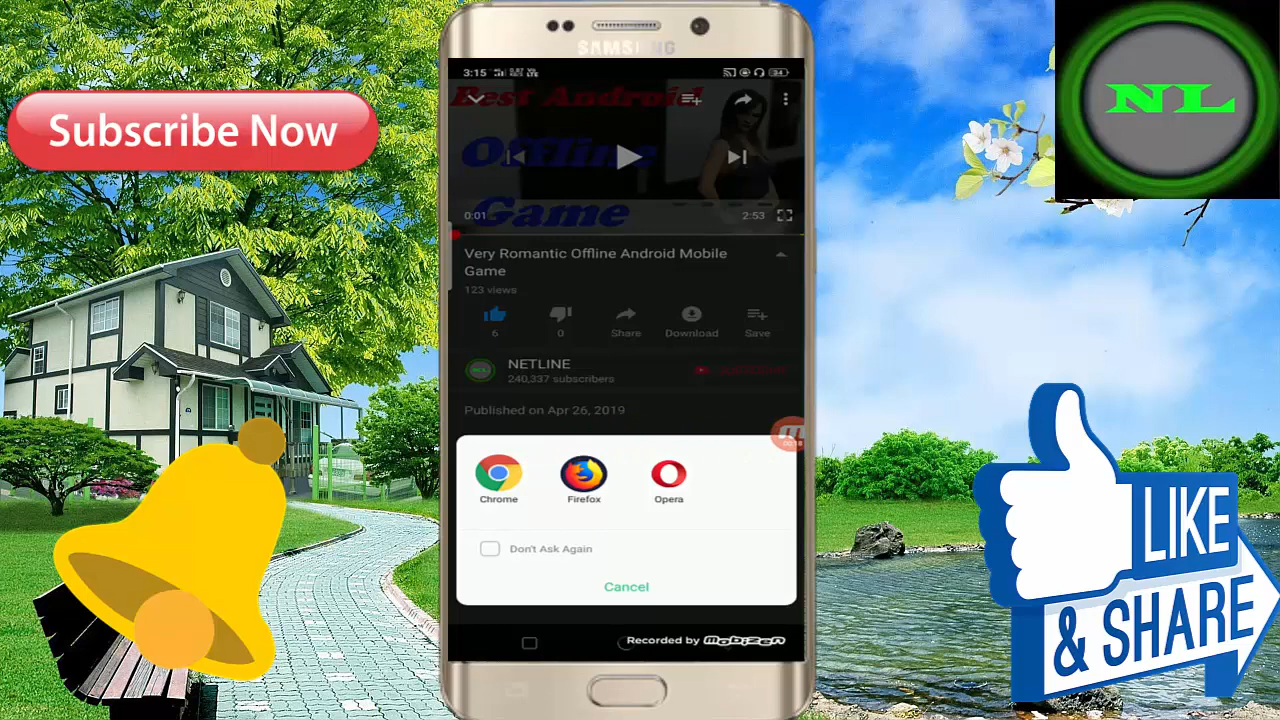 Subscribe Now
NL
SAMSUNG
3:15
34
Best Android
Offline
Game
0:01
2:53
Very Romantic Offline Android Mobile
Game
123 views
6
0
Share
Download
Save
NETLINE
240,337 subscribers
Published on Apr 26, 2019
Chrome
Firefox
Opera
Don't Ask Again
Cancel
Recorded by mobizen
LIKE
& SHARE